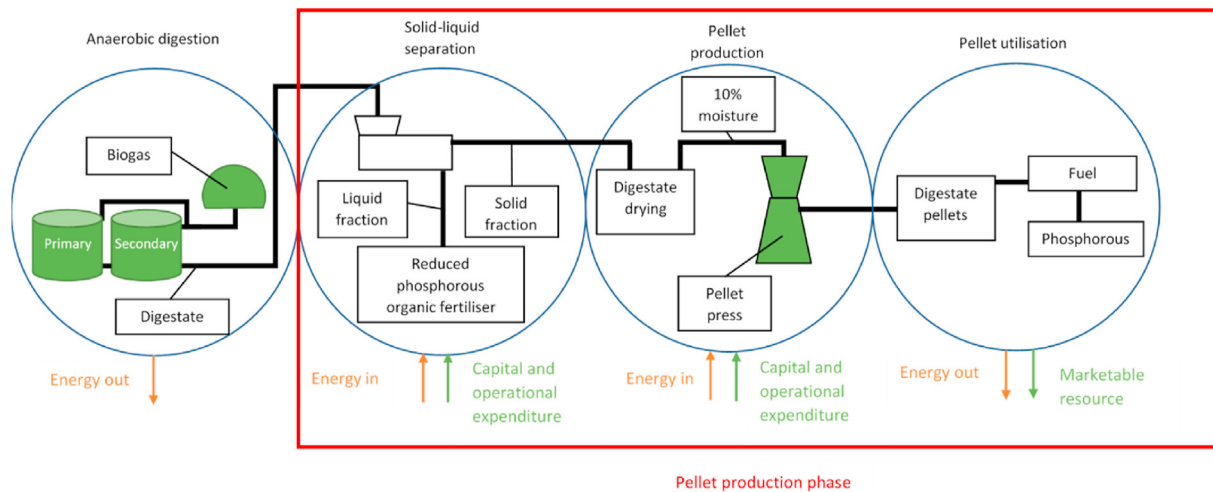 Anaerobic digestion
Solid-liquid
separation
Pellet
production
Pellet utilisation
Biogas
Primary
Secondary
Digestate
Energy out
Liquid
fraction
Solid
fraction
Reduced
phosphorous
organic fertiliser
Energy in
Capital and
operational
expenditure
10%
moisture
Digestate
drying
Pellet
press
Energy in
Capital and
operational
expenditure
Digestate
pellets
Fuel
Phosphorous
Energy out
Marketable
resource
Pellet production phase